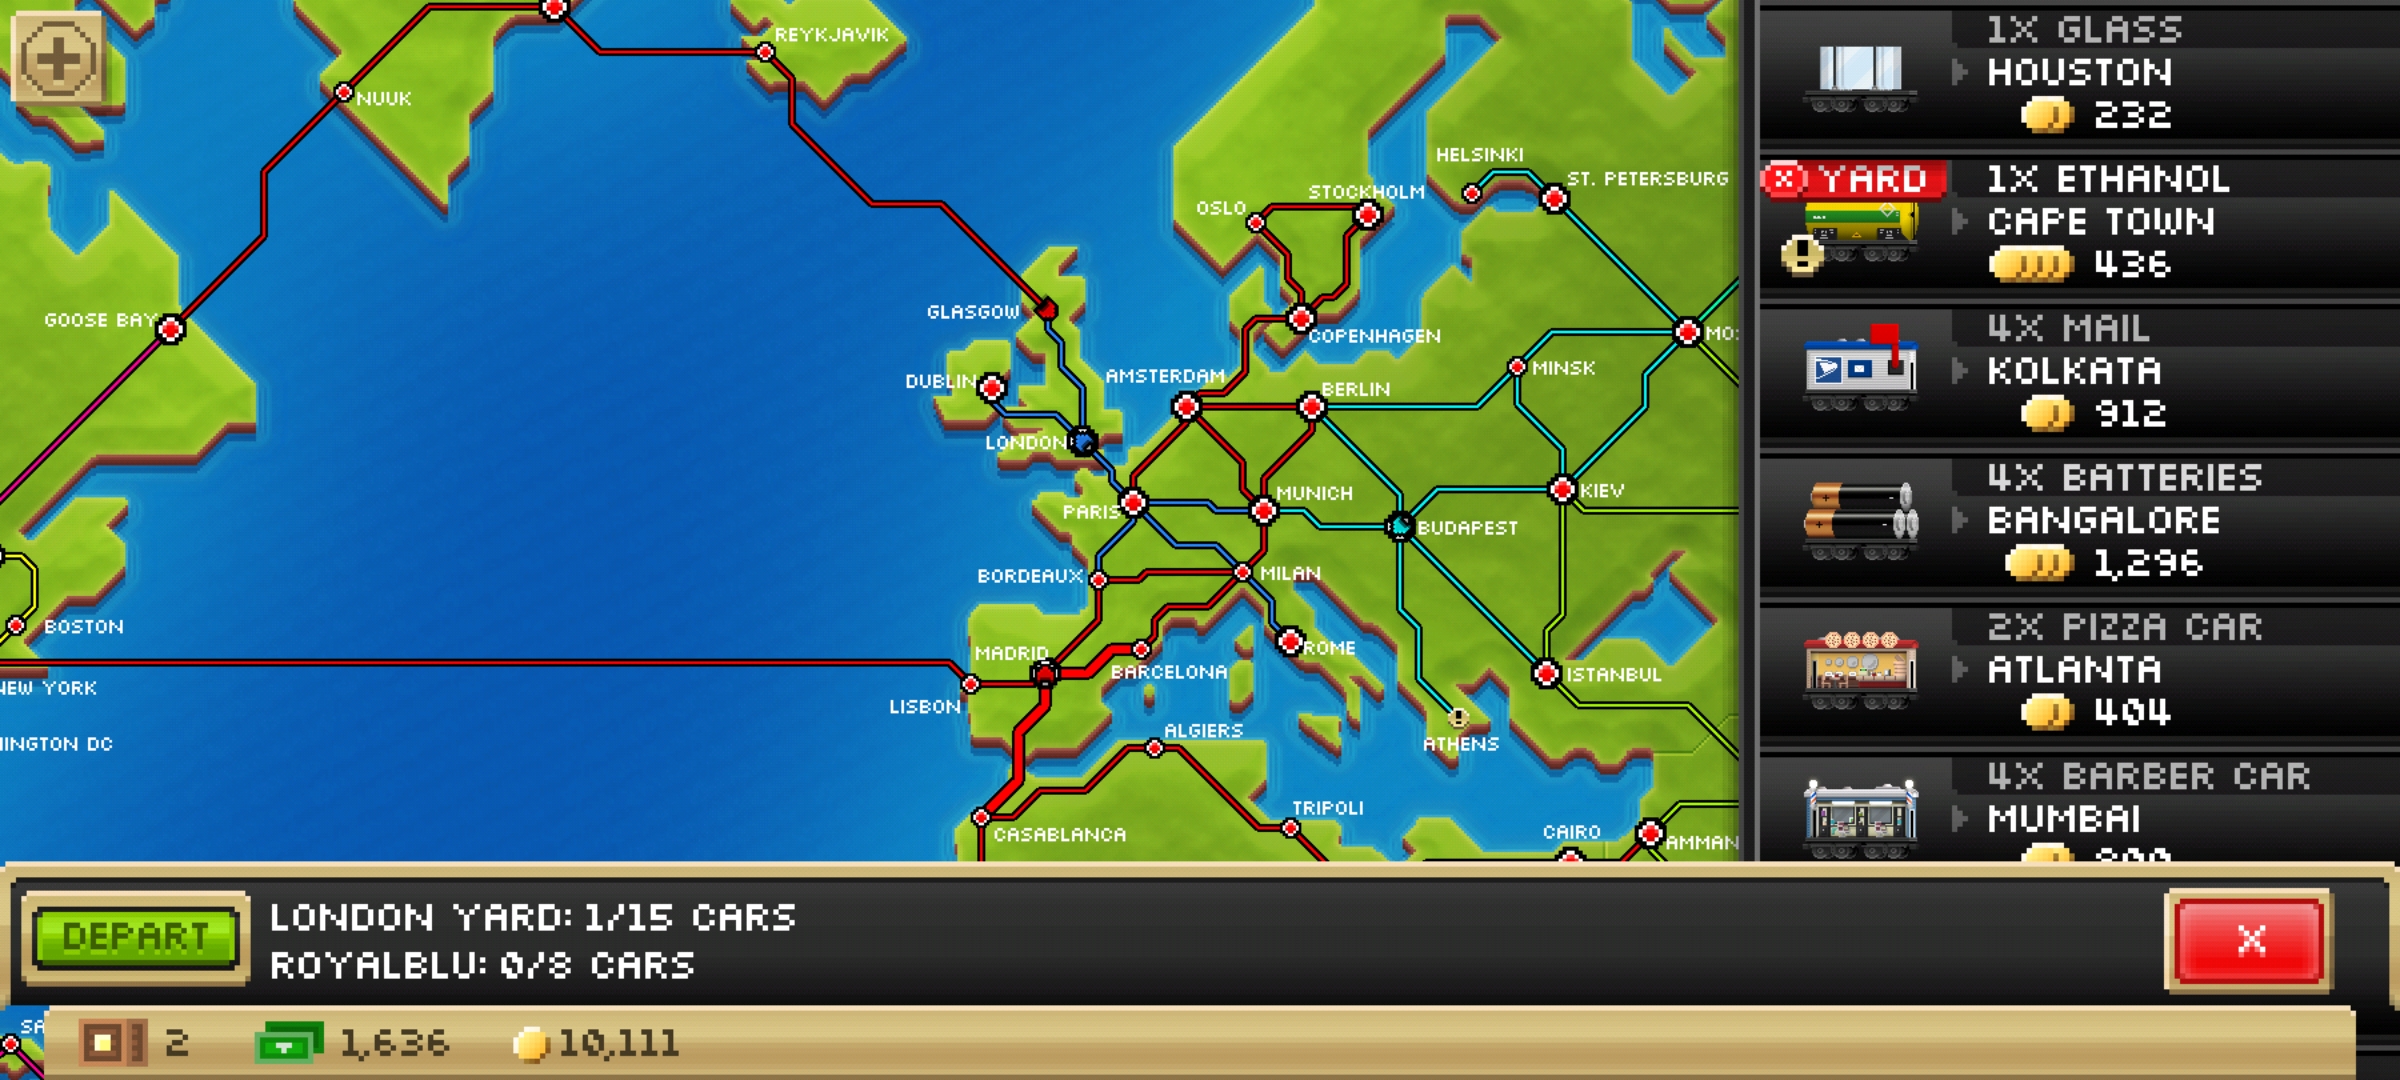 REYKJAVIK
NUUK
HELSINKI
ST. PETERSBURG
STOCKHOLM
OSLO
GOOSE BAY
GLASGOW
COPENHAGEN
MO
MINSK
DUBLIN
AMSTERDAM
BERLIN
LONDON
MUNICH
KIEV
PARIS
BUDAPEST
BORDEAUX
MILAN
BOSTON
MADRID
ROME
BARCELONA
ISTANBUL
NEW YORK
LISBON
ALGIERS
ATHENS
INGTON DC
TRIPOLI
CASABLANCA
CAIRO
AMMAN
1X GLASS
HOUSTON
232
YARD
1X ETHANOL
CAPE TOWN
436
4X MAIL
KOLKATA
912
4X BATTERIES
BANGALORE
1,296
2X PIZZA CAR
ATLANTA
404
4X BARBER CAR
MUMBAI
DEPART
LONDON YARD: 1/15 CARS
ROYALBLU: 0/8 CARS
X
SA
2
1,636
10,111